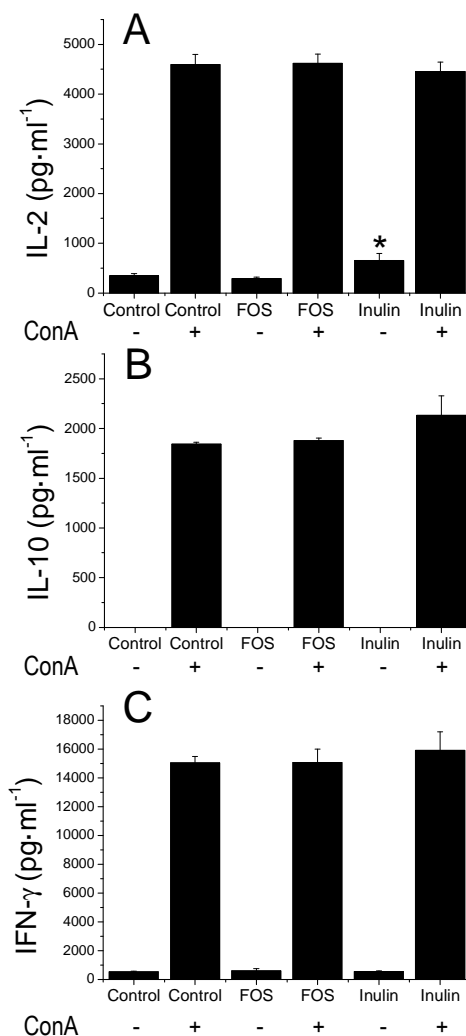 A
IL-2 (pg·ml⁻¹)
5000
4000
3000
2000
1000
0
*
Control Control FOS FOS Inulin Inulin
ConA - + - + - +
B
IL-10 (pg·ml⁻¹)
2500
2000
1500
1000
500
0
Control Control FOS FOS Inulin Inulin
ConA - + - + - +
C
IFN-γ (pg·ml⁻¹)
16000
14000
12000
10000
8000
6000
4000
2000
0
Control Control FOS FOS Inulin Inulin
ConA - + - + - +